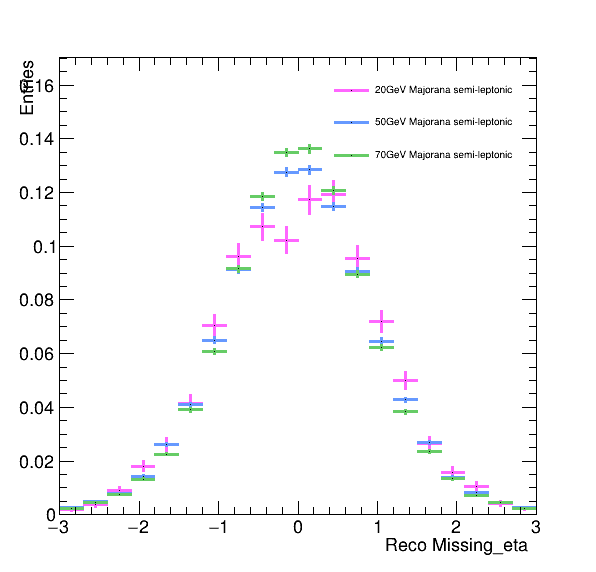 Entries
0.16
0.14
0.12
0.1
0.08
0.06
0.04
0.02
0
20GeV Majorana semi-leptonic
50GeV Majorana semi-leptonic
70GeV Majorana semi-leptonic
−3 −2 −1 0 1 2 3
Reco Missing_eta